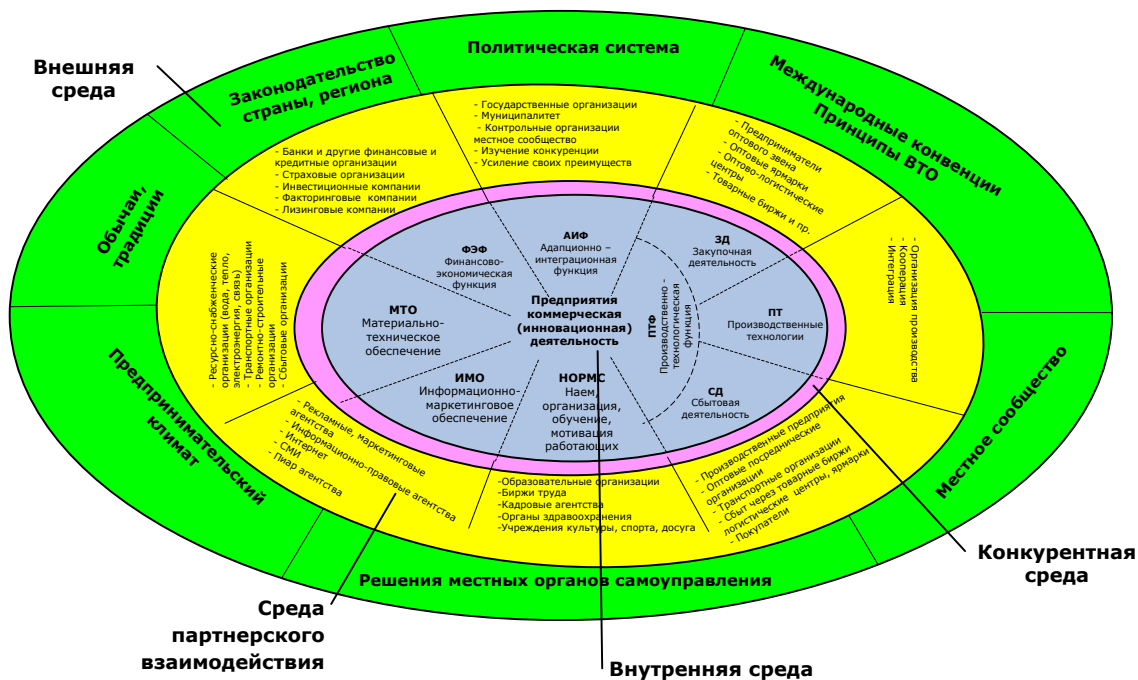 Внешняя
среда
Законодательство
страны, региона
Политическая система
Международные конвенции
Принципы ВТО
Обычаи,
традиции
- Банки и другие финансовые и
кредитные организации
- Страховые организации
- Инвестиционные компании
- Факторинговые компании
- Лизинговые компании
- Государственные организации
- Муниципалитет
- Контрольные организации
местное сообщество
- Изучение конкуренции
- Усиление своих преимуществ
- Предприниматели
оптового звена
- Оптовые ярмарки
- Оптово-логистические
центры
- Товарные биржи и пр.
- Организация производства
- Кооперация
- Интеграция
- Ресурсно-снабженческие
организации (вода, тепло,
электроэнергия, связь)
- Транспортные организации
- Ремонтно-строительные
организации
- Сбытовые организации
ФЭФ
Финансово-
экономическая
функция
АИФ
Адапционно –
интеграционная
функция
ЗД
Закупочная
деятельность
МТО
Материально-
техническое
обеспечение
Предприятия
коммерческая
(инновационная)
деятельность
ПТФ
Производственно -
технологическая
функция
ПТ
Производственные
технологии
ИМО
Информационно-
маркетинговое
обеспечение
НОРМС
Наем,
организация,
обучение,
мотивация
работающих
СД
Сбытовая
деятельность
Предпринимательский
климат
- Рекламные, маркетинговые
агентства
- Информационно-правовые агентства
- Интернет
- СМИ
- Пиар агентства
-Образовательные организации
-Биржи труда
-Кадровые агентства
-Органы здравоохранения
-Учреждения культуры, спорта, досуга
- Производственные предприятия
- Оптовые посреднические
организации
- Транспортные организации
- Сбыт через товарные биржи
логистические центры, ярмарки
- Покупатели
Местное сообщество
Решения местных органов самоуправления
Конкурентная
среда
Среда
партнерского
взаимодействия
Внутренняя среда